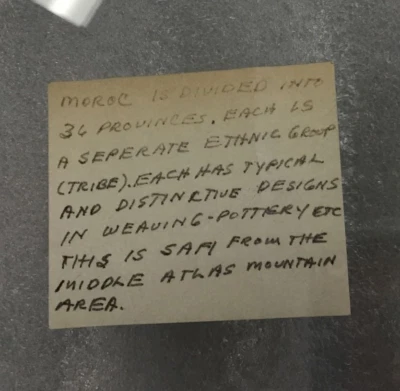 MOROC IS DIVIDED INTO
36 PROVINCES. EACH IS
A SEPERATE ETHNIC GROUP
(TRIBE). EACH HAS TYPICAL
AND DISTINCTIVE DESIGNS
IN WEAVING-POTTERY ETC
THIS IS SAFI FROM THE
MIDDLE ATLAS MOUNTAIN
AREA.